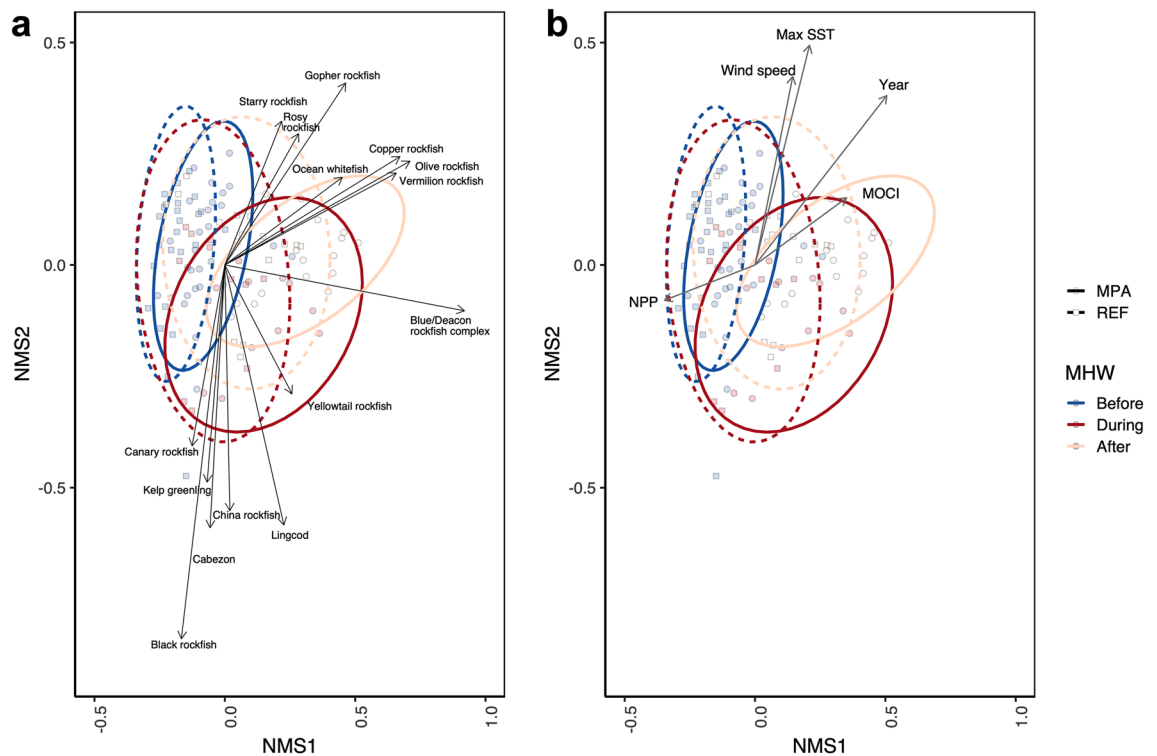 a
0.5
0.0
-0.5
NMS2
-0.5
0.0
0.5
1.0
NMS1
Gopher rockfish
Starry rockfish
Rosy
rockfish
Copper rockfish
Olive rockfish
Ocean whitefish
Vermilion rockfish
Blue/Deacon
rockfish complex
Yellowtail rockfish
Canary rockfish
Kelp greenling
China rockfish
Lingcod
Cabezon
Black rockfish
b
0.5
0.0
-0.5
NMS2
-0.5
0.0
0.5
1.0
NMS1
Max SST
Wind speed
Year
MOCI
NPP
MPA
REF
MHW
Before
During
After